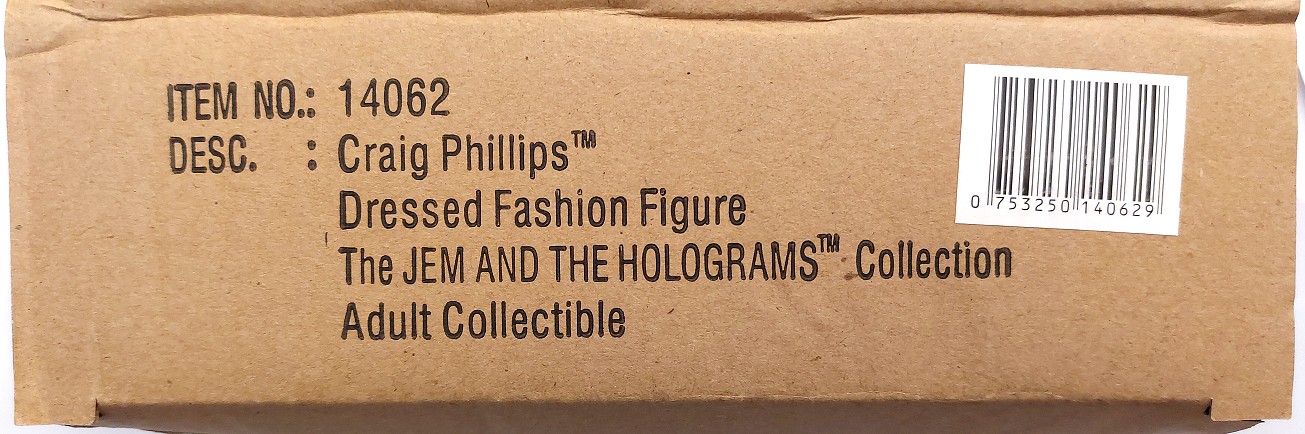 ITEM NO.: 14062
DESC. : Craig Phillips™
Dressed Fashion Figure
The JEM AND THE HOLOGRAMS™ Collection
Adult Collectible
0 753250 140629